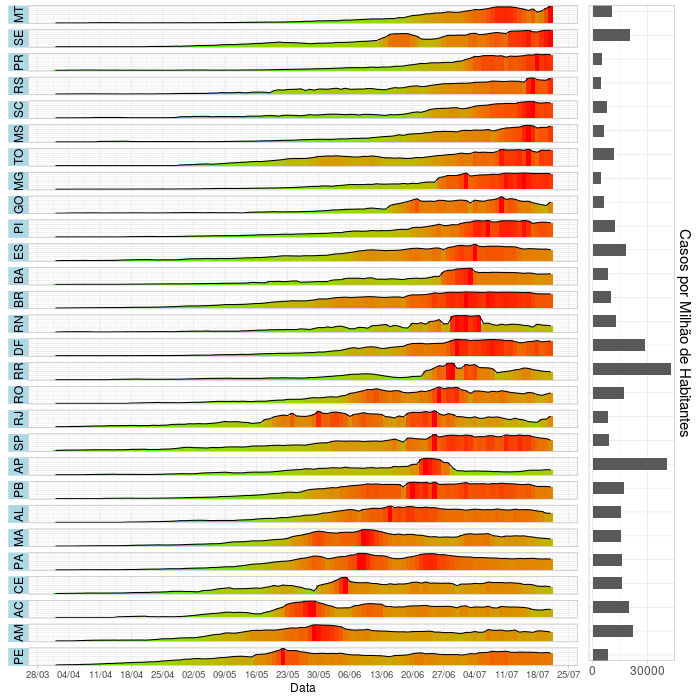 MT
SE
PR
RS
SC
MS
TO
MG
GO
PI
ES
BA
BR
RN
DF
RR
RO
RJ
SP
AP
PB
AL
MA
PA
CE
AC
AM
PE
28/03 04/04 11/04 18/04 25/04 02/05 09/05 16/05 23/05 30/05 06/06 13/06 20/06 27/06 04/07 11/07 18/07 25/07
Data
0 30000
Casos por Milhão de Habitantes